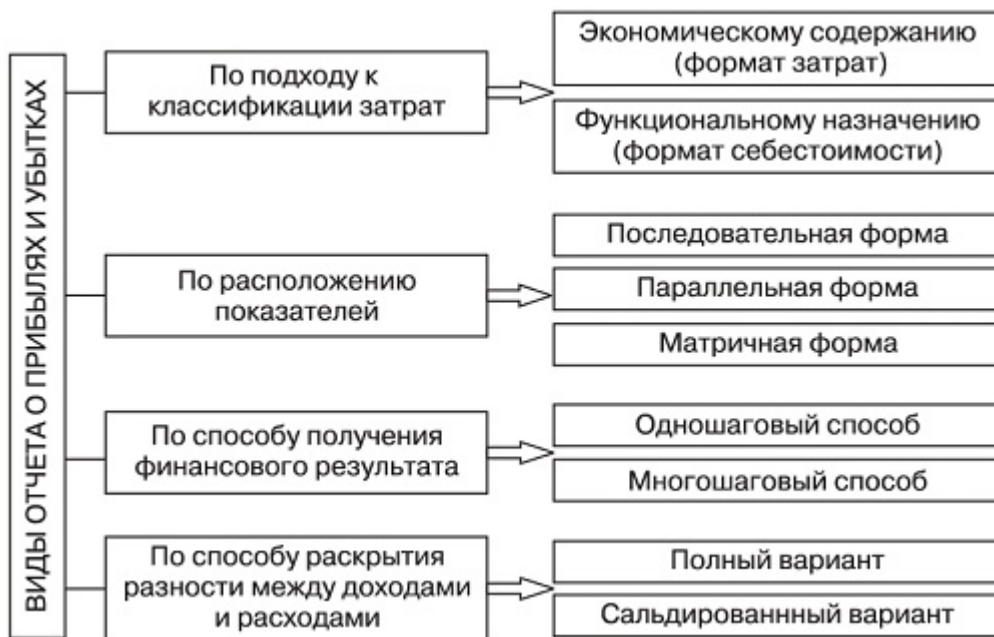 ВИДЫ ОТЧЕТА О ПРИБЫЛЯХ И УБЫТКАХ
По подходу к
классификации затрат
Экономическому содержанию
(формат затрат)
Функциональному назначению
(формат себестоимости)
По расположению
показателей
Последовательная форма
Параллельная форма
Матричная форма
По способу получения
финансового результата
Одношаговый способ
Многошаговый способ
По способу раскрытия
разности между доходами
и расходами
Полный вариант
Сальдированнный вариант